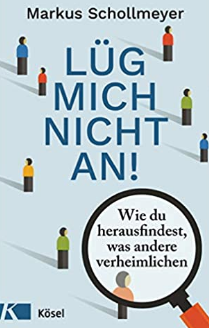 Markus Schollmeyer
LÜG
MICH
NICHT
AN!
Wie du
herausfindest,
was andere
verheimlichen
K Kösel